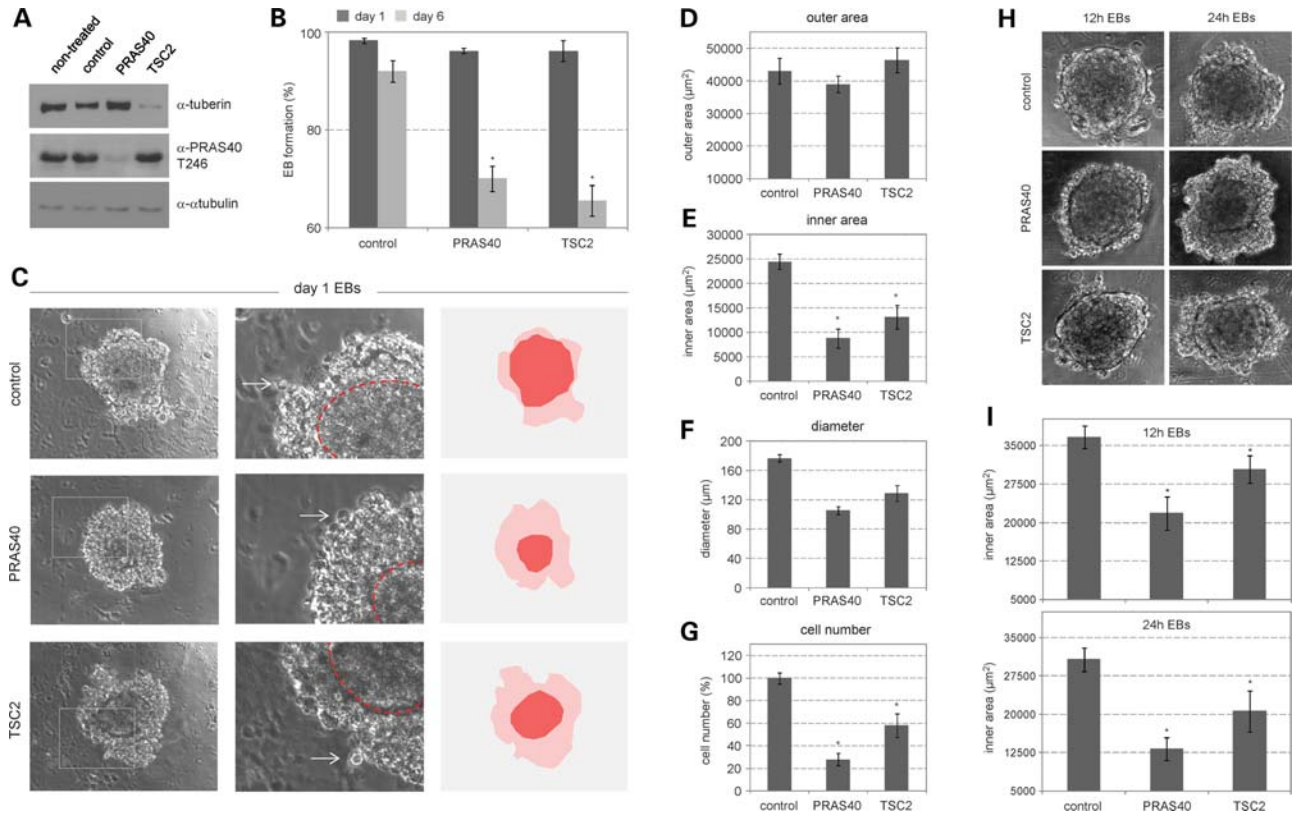 A
non-treated
control
PRAS40
TSC2
α-tuberin
α-PRAS40
T246
α-αtubulin
B
day 1
day 6
EB formation (%)
100
80
60
*
*
control
PRAS40
TSC2
C
day 1 EBs
control
PRAS40
TSC2
D
outer area
outer area (µm²)
50000
40000
30000
20000
10000
control
PRAS40
TSC2
E
inner area
inner area (µm²)
30000
25000
20000
15000
10000
5000
0
*
*
control
PRAS40
TSC2
F
diameter
diameter (µm)
200
160
120
80
40
0
control
PRAS40
TSC2
G
cell number
cell number (%)
120
100
80
60
40
20
0
*
*
control
PRAS40
TSC2
H
12h EBs
24h EBs
control
PRAS40
TSC2
I
12h EBs
inner area (µm²)
35000
27500
20000
12500
5000
*
*
24h EBs
inner area (µm²)
35000
27500
20000
12500
5000
*
*
control
PRAS40
TSC2